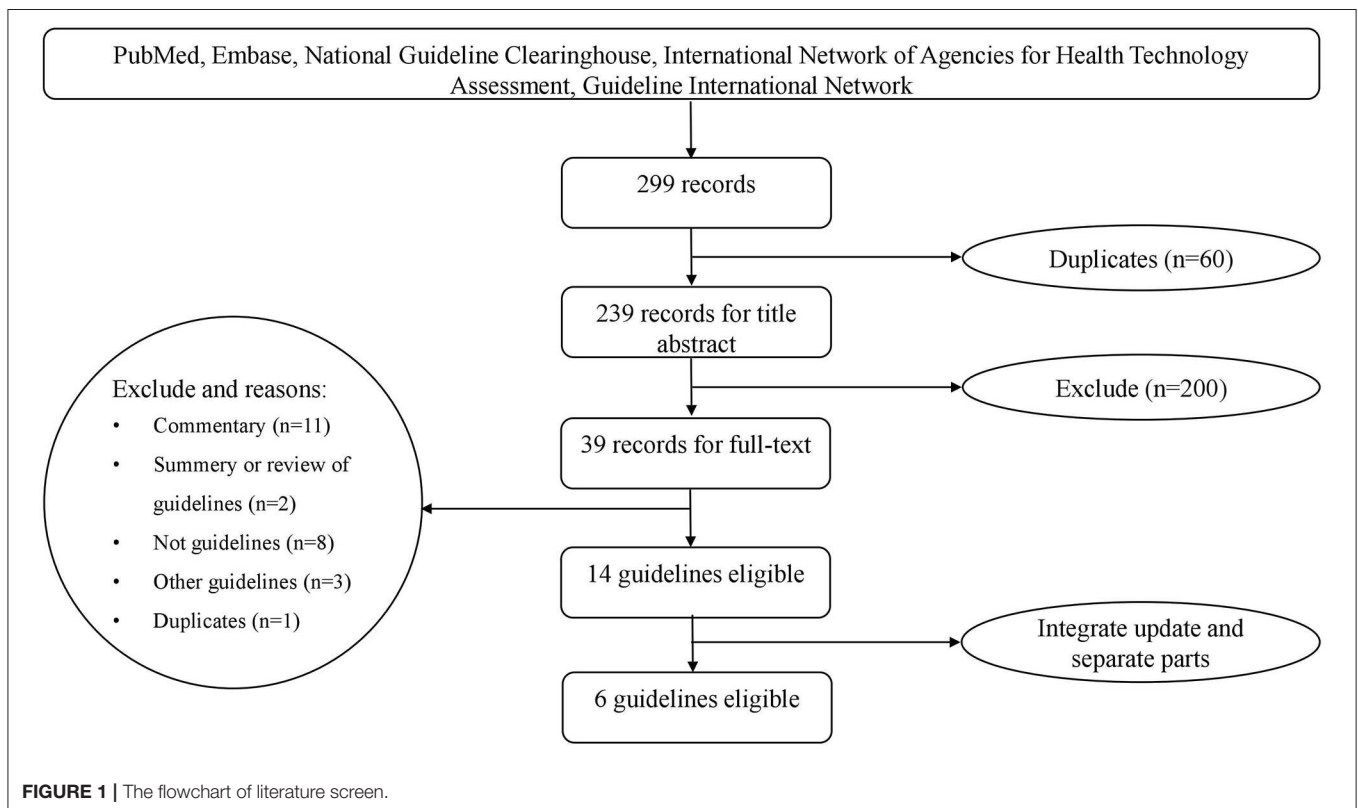 PubMed, Embase, National Guideline Clearinghouse, International Network of Agencies for Health Technology
Assessment, Guideline International Network
299 records
Duplicates (n=60)
239 records for title
abstract
Exclude (n=200)
39 records for full-text
Exclude and reasons:
• Commentary (n=11)
• Summery or review of
guidelines (n=2)
• Not guidelines (n=8)
• Other guidelines (n=3)
• Duplicates (n=1)
14 guidelines eligible
Integrate update and
separate parts
6 guidelines eligible
FIGURE 1 | The flowchart of literature screen.